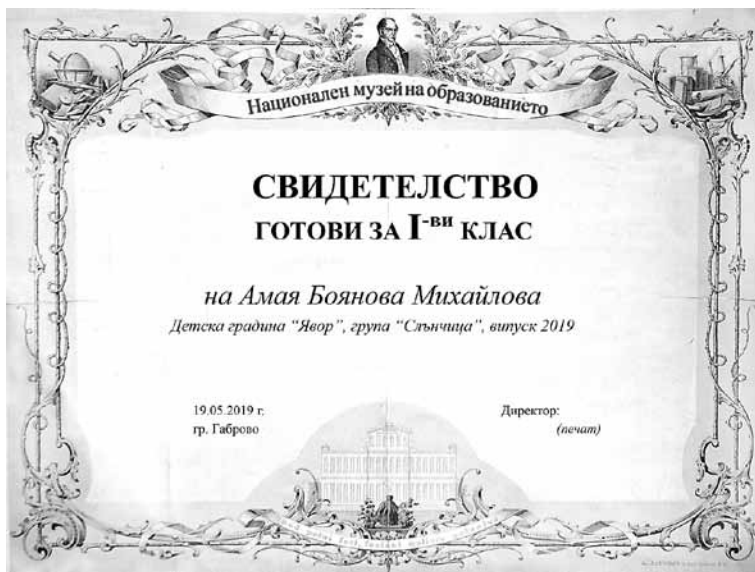 Национален музей на образованието
СВИДЕТЕЛСТВО
ГОТОВИ ЗА I-ви КЛАС
на Амая Боянова Михайлова
Детска градина "Явор", група "Слънчица", випуск 2019
19.05.2019 г.
Директор:
гр. Габрово
(печат)